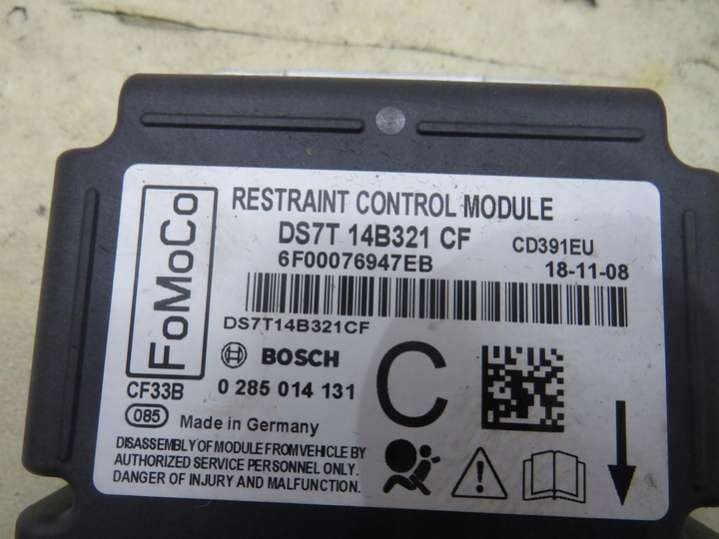 FoMoCo
RESTRAINT CONTROL MODULE
DS7T 14B321 CF CD391EU
6F00076947EB 18-11-08
DS7T14B321CF
BOSCH
C
CF33B 0 285 014 131
085 Made in Germany
DISASSEMBLY OF MODULE FROM VEHICLE BY
AUTHORIZED SERVICE PERSONNEL ONLY.
DANGER OF INJURY AND MALFUNCTION.